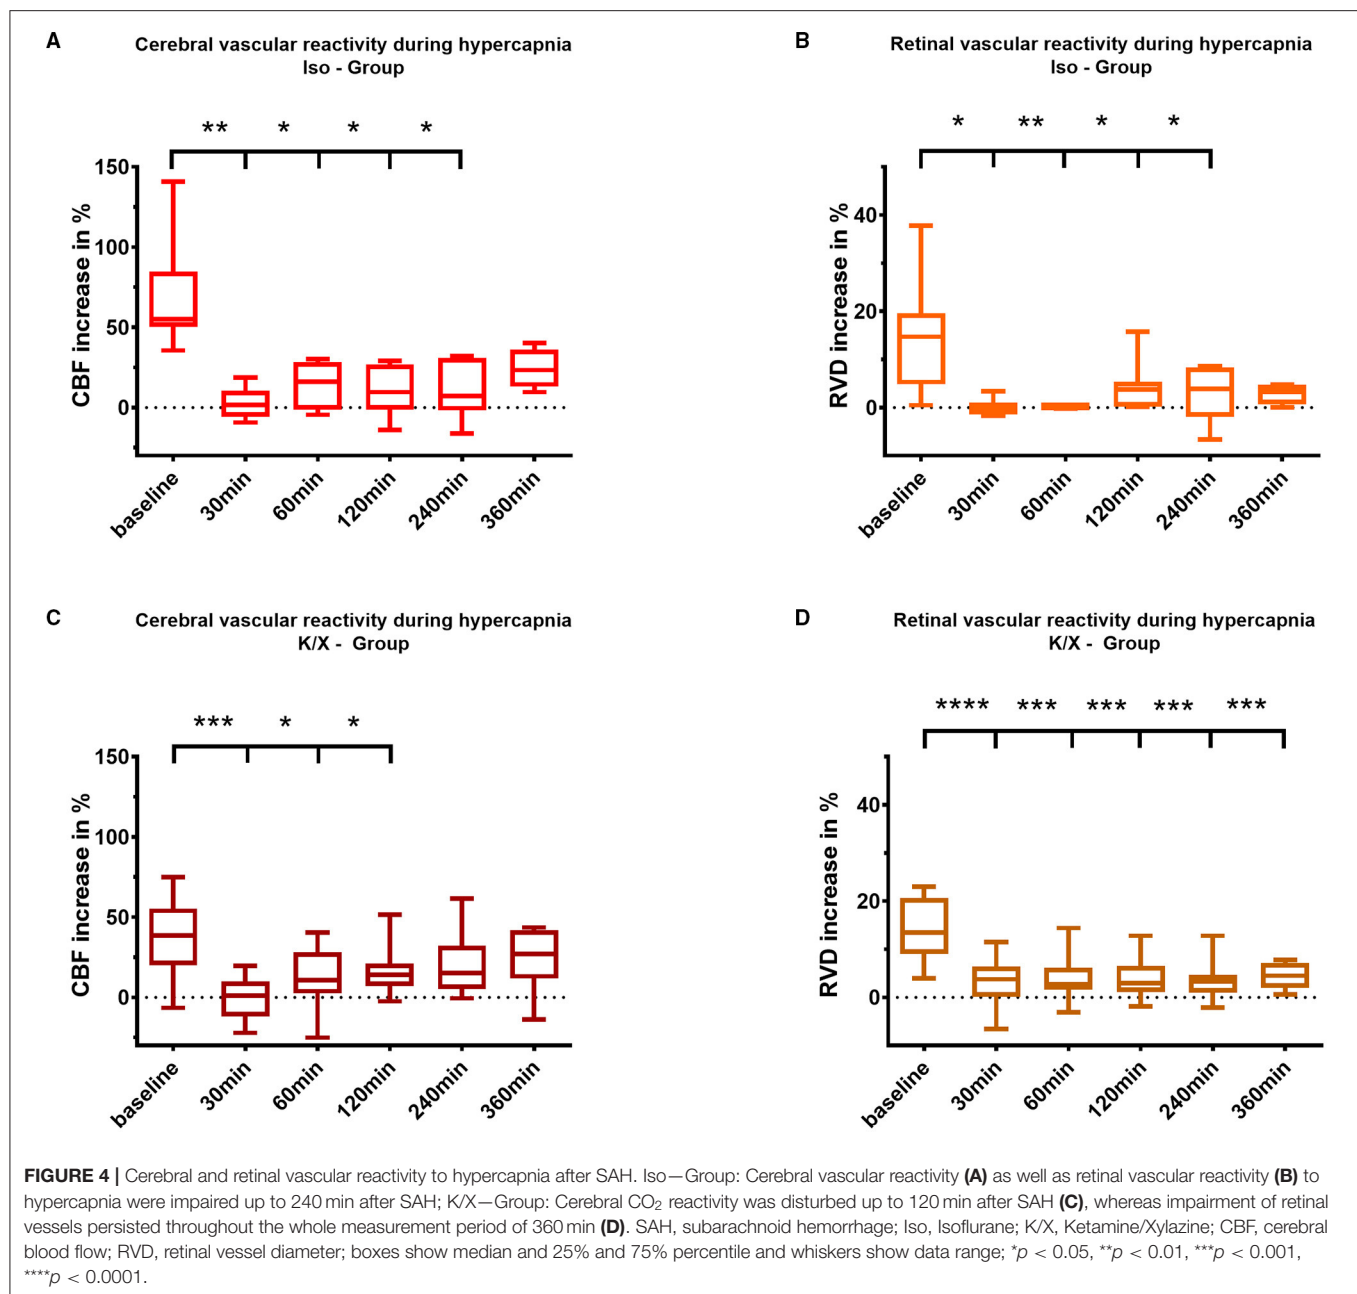 A
Cerebral vascular reactivity during hypercapnia
Iso - Group
** * * *
150
100
50
0
CBF increase in %
baseline
30min
60min
120min
240min
360min
B
Retinal vascular reactivity during hypercapnia
Iso - Group
* ** * *
40
20
0
RVD increase in %
baseline
30min
60min
120min
240min
360min
C
Cerebral vascular reactivity during hypercapnia
K/X - Group
*** * *
150
100
50
0
CBF increase in %
baseline
30min
60min
120min
240min
360min
D
Retinal vascular reactivity during hypercapnia
K/X - Group
**** *** *** *** ***
40
20
0
RVD increase in %
baseline
30min
60min
120min
240min
360min
FIGURE 4 | Cerebral and retinal vascular reactivity to hypercapnia after SAH. Iso—Group: Cerebral vascular reactivity (A) as well as retinal vascular reactivity (B) to
hypercapnia were impaired up to 240 min after SAH; K/X—Group: Cerebral CO₂ reactivity was disturbed up to 120 min after SAH (C), whereas impairment of retinal
vessels persisted throughout the whole measurement period of 360 min (D). SAH, subarachnoid hemorrhage; Iso, Isoflurane; K/X, Ketamine/Xylazine; CBF, cerebral
blood flow; RVD, retinal vessel diameter; boxes show median and 25% and 75% percentile and whiskers show data range; *p < 0.05, **p < 0.01, ***p < 0.001,
****p < 0.0001.